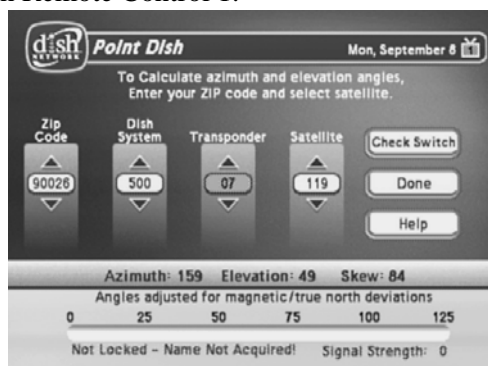 n Remote Control 1.
dish
NETWORK
Point Dish
Mon, September 8
To Calculate azimuth and elevation angles,
Enter your ZIP code and select satellite.
Zip
Code
Dish
System
Transponder
Satellite
90026
500
07
119
Check Switch
Done
Help
Azimuth: 159 Elevation: 49 Skew: 84
Angles adjusted for magnetic/true north deviations
0 25 50 75 100 125
Not Locked - Name Not Acquired! Signal Strength: 0